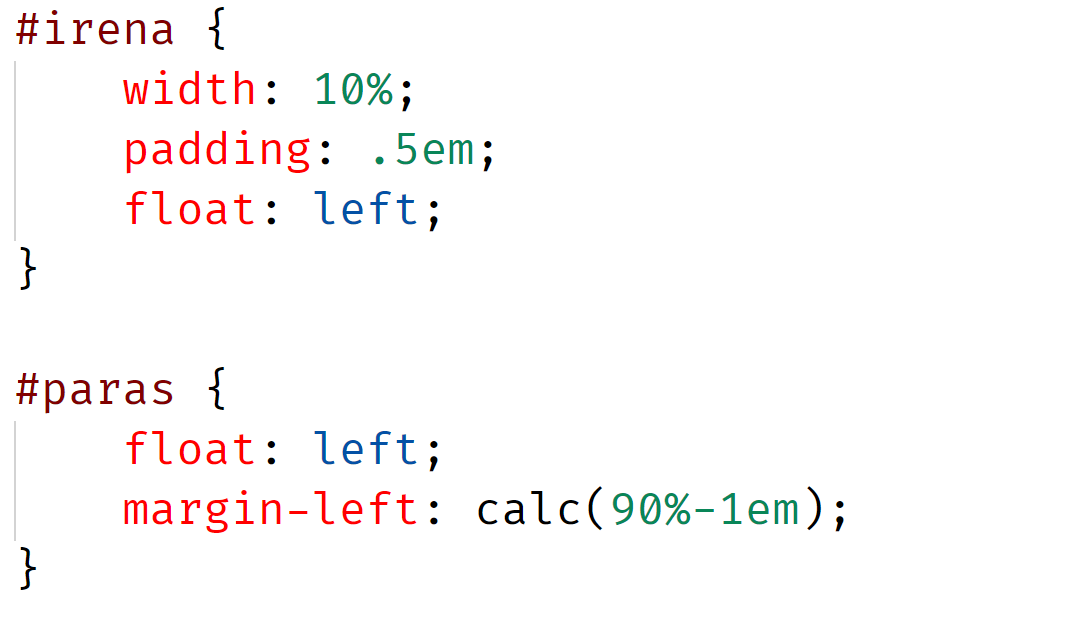 #irena {
    width: 10%;
    padding: .5em;
    float: left;
}

#paras {
    float: left;
    margin-left: calc(90%-1em);
}